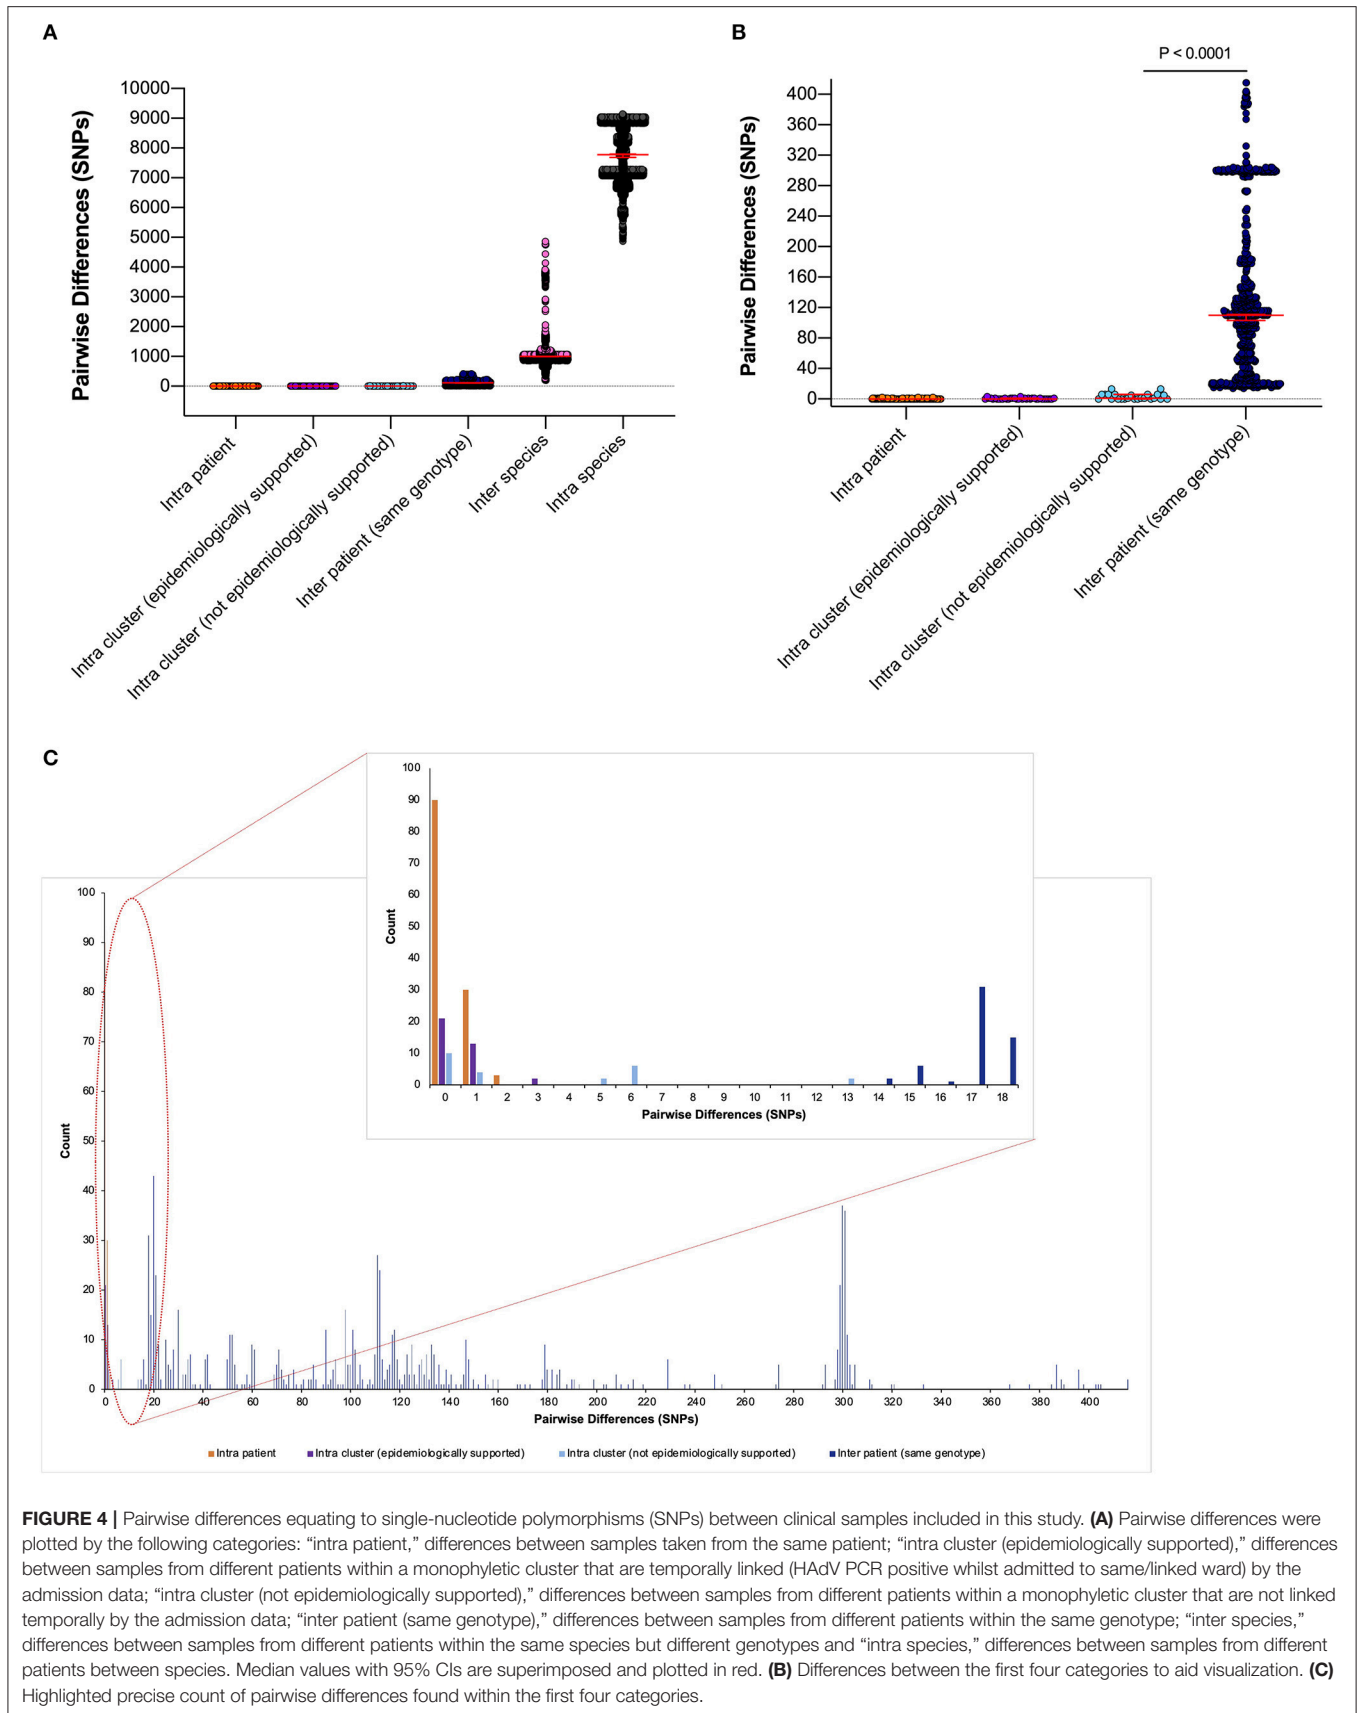 A
Pairwise Differences (SNPs)
10000
9000
8000
7000
6000
5000
4000
3000
2000
1000
0
Intra patient
Intra cluster (epidemiologically supported)
Intra cluster (not epidemiologically supported)
Inter patient (same genotype)
Inter species
Intra species
B
P < 0.0001
Pairwise Differences (SNPs)
400
360
320
280
240
200
160
120
80
40
0
Intra patient
Intra cluster (epidemiologically supported)
Intra cluster (not epidemiologically supported)
Inter patient (same genotype)
C
100
90
80
70
60
50
40
30
20
10
0
Count
0 1 2 3 4 5 6 7 8 9 10 11 12 13 14 15 16 17 18
Pairwise Differences (SNPs)
100
90
80
70
60
50
40
30
20
10
0
Count
0 20 40 60 80 100 120 140 160 180 200 220 240 260 280 300 320 340 360 380 400
Pairwise Differences (SNPs)
Intra patient Intra cluster (epidemiologically supported) Intra cluster (not epidemiologically supported) Inter patient (same genotype)
FIGURE 4 | Pairwise differences equating to single-nucleotide polymorphisms (SNPs) between clinical samples included in this study. (A) Pairwise differences were
plotted by the following categories: “intra patient,” differences between samples taken from the same patient; “intra cluster (epidemiologically supported),” differences
between samples from different patients within a monophyletic cluster that are temporally linked (HAdV PCR positive whilst admitted to same/linked ward) by the
admission data; “intra cluster (not epidemiologically supported),” differences between samples from different patients within a monophyletic cluster that are not linked
temporally by the admission data; “inter patient (same genotype),” differences between samples from different patients within the same genotype; “inter species,”
differences between samples from different patients within the same species but different genotypes and “intra species,” differences between samples from different
patients between species. Median values with 95% CIs are superimposed and plotted in red. (B) Differences between the first four categories to aid visualization. (C)
Highlighted precise count of pairwise differences found within the first four categories.